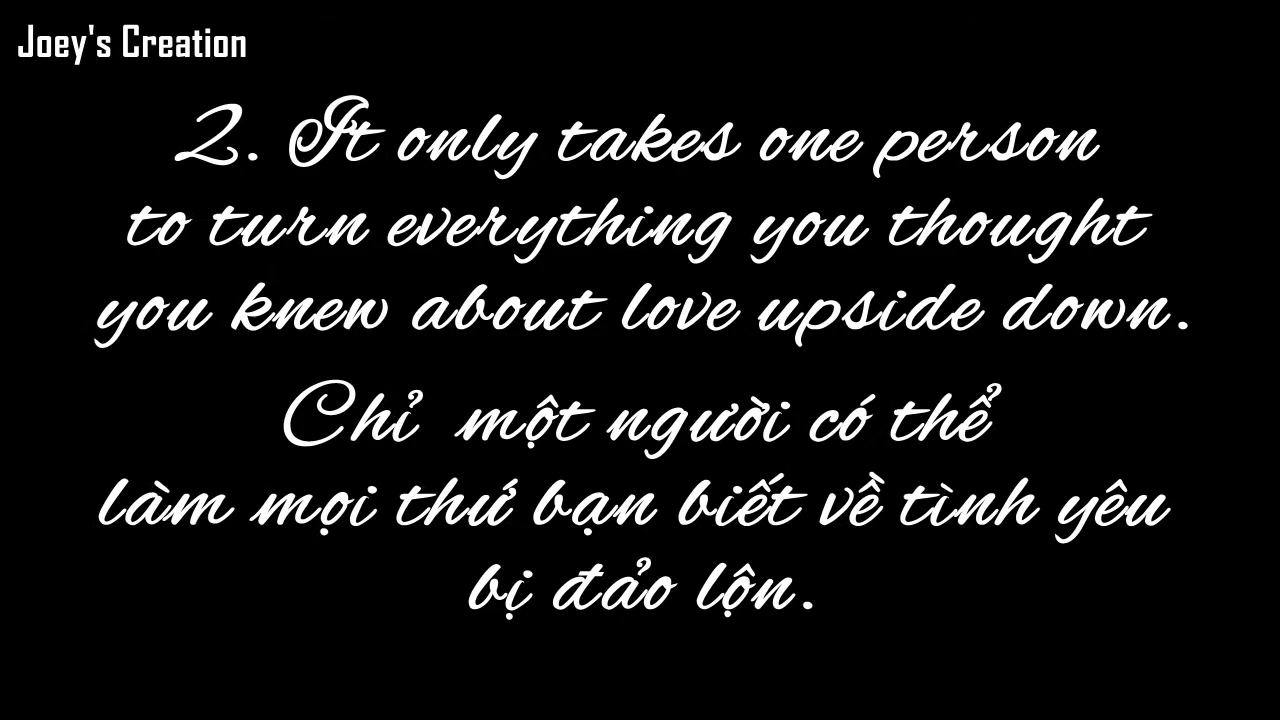 Joey's Creation
2. It only takes one person
to turn everything you thought
you knew about love upside down.
Chỉ một người có thể
làm mọi thứ bạn biết về tình yêu
bị đảo lộn.